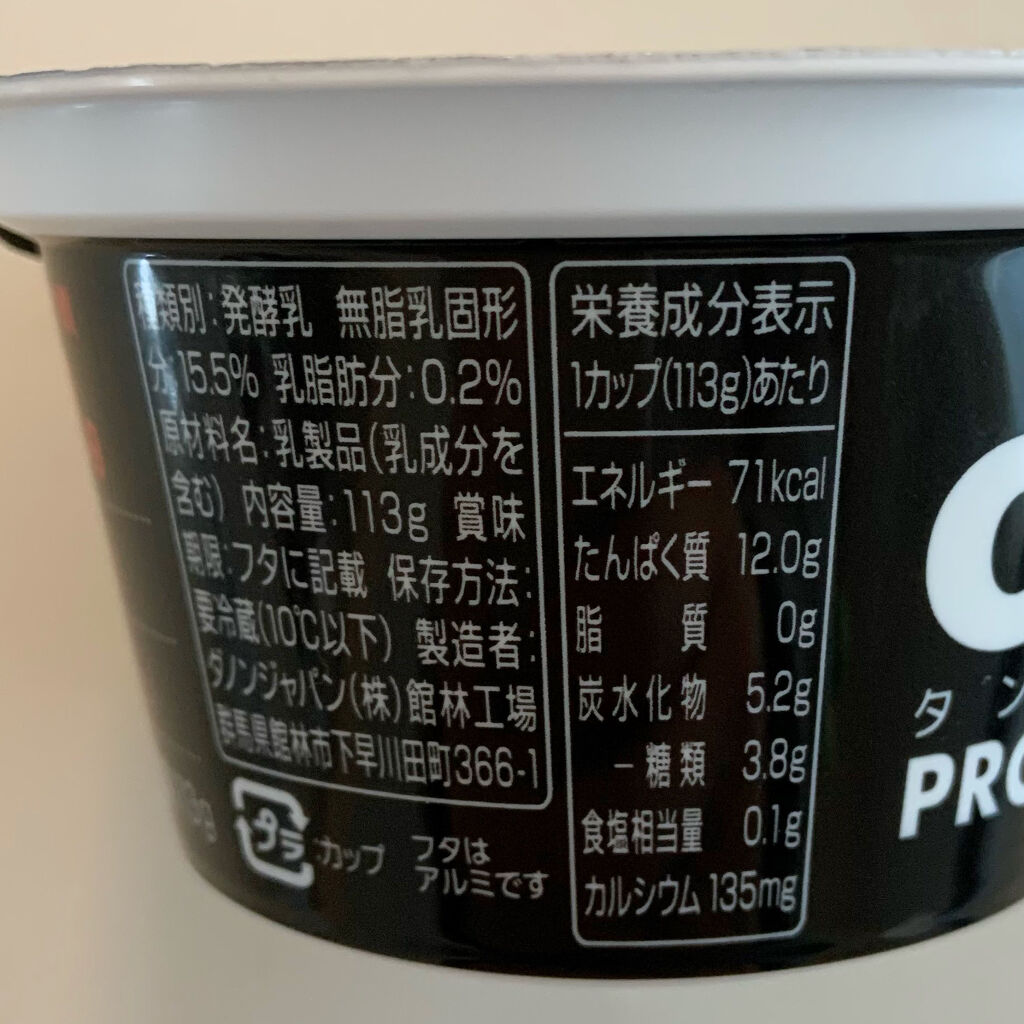 種類別:発酵乳 無脂乳固形
分:15.5% 乳脂肪分:0.2%
原材料名:乳製品(乳成分を
含む) 内容量:113g 賞味
期限:フタに記載 保存方法:
要冷蔵(10℃以下) 製造者:
ダノンジャパン(株)館林工場
群馬県館林市下早川田町366-1
プラ
:カップ フタは
アルミです
栄養成分表示
1カップ(113g)あたり
エネルギー 71kcal
たんぱく質 12.0g
脂質 0g
炭水化物 5.2g
-糖類 3.8g
食塩相当量 0.1g
カルシウム 135mg
タン
PRO